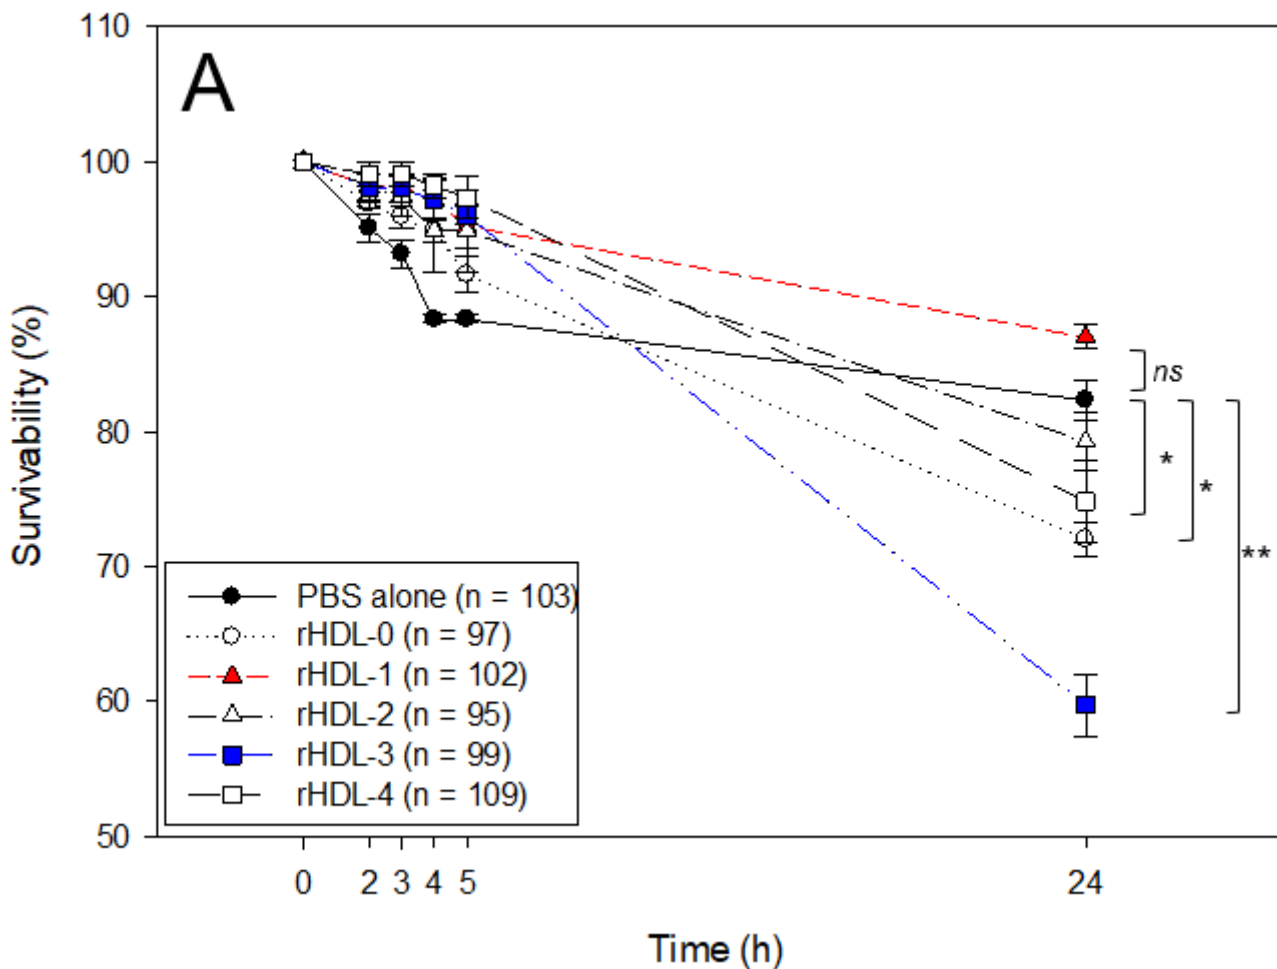 A
Survivability (%)
110
100
90
80
70
60
50
ns
*
*
**
PBS alone (n = 103)
rHDL-0 (n = 97)
rHDL-1 (n = 102)
rHDL-2 (n = 95)
rHDL-3 (n = 99)
rHDL-4 (n = 109)
0 2 3 4 5 24
Time (h)